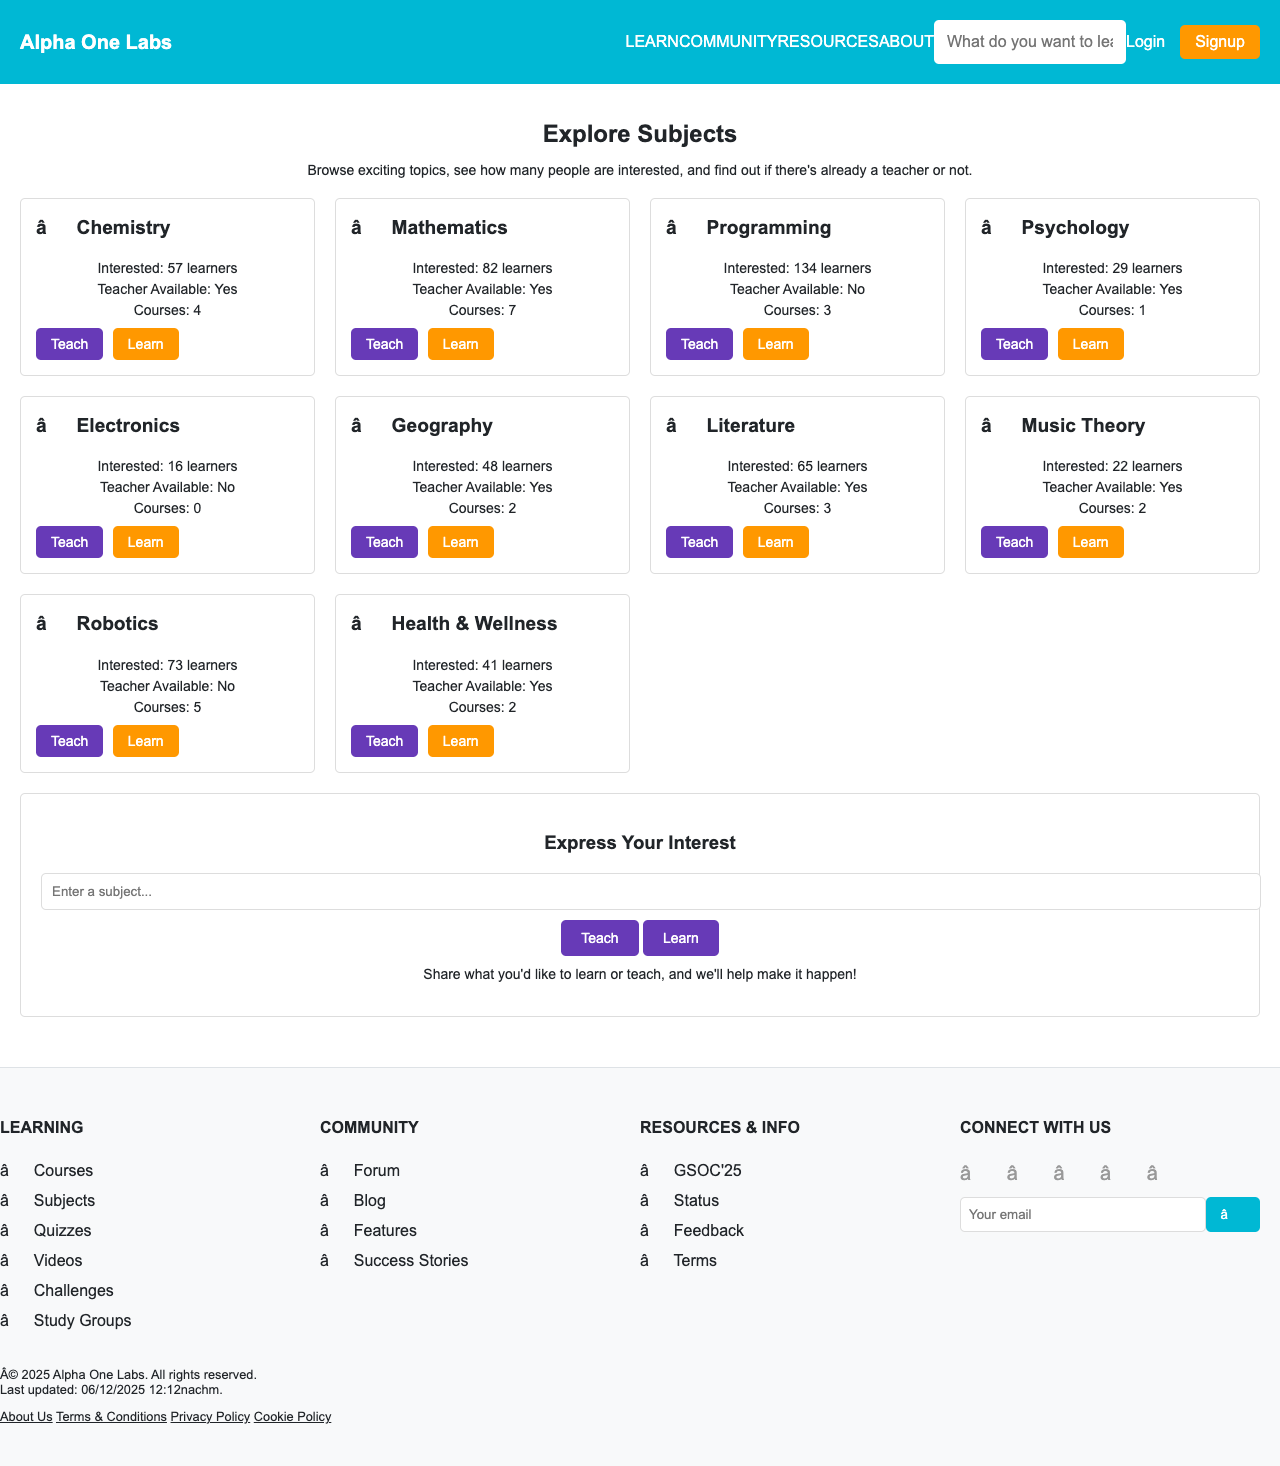 Alpha One Labs
LEARNCOMMUNITYRESOURCESABOUT What do you want to lea Login Signup
Explore Subjects
Browse exciting topics, see how many people are interested, and find out if there's already a teacher or not.
â Chemistry
Interested: 57 learners
Teacher Available: Yes
Courses: 4
Teach Learn
â Mathematics
Interested: 82 learners
Teacher Available: Yes
Courses: 7
Teach Learn
â Programming
Interested: 134 learners
Teacher Available: No
Courses: 3
Teach Learn
â Psychology
Interested: 29 learners
Teacher Available: Yes
Courses: 1
Teach Learn
â Electronics
Interested: 16 learners
Teacher Available: No
Courses: 0
Teach Learn
â Geography
Interested: 48 learners
Teacher Available: Yes
Courses: 2
Teach Learn
â Literature
Interested: 65 learners
Teacher Available: Yes
Courses: 3
Teach Learn
â Music Theory
Interested: 22 learners
Teacher Available: Yes
Courses: 2
Teach Learn
â Robotics
Interested: 73 learners
Teacher Available: No
Courses: 5
Teach Learn
â Health & Wellness
Interested: 41 learners
Teacher Available: Yes
Courses: 2
Teach Learn
Express Your Interest
Enter a subject...
Teach Learn
Share what you'd like to learn or teach, and we'll help make it happen!
LEARNING
â Courses
â Subjects
â Quizzes
â Videos
â Challenges
â Study Groups
COMMUNITY
â Forum
â Blog
â Features
â Success Stories
RESOURCES & INFO
â GSOC'25
â Status
â Feedback
â Terms
CONNECT WITH US
â â â â â
Your email â
Â© 2025 Alpha One Labs. All rights reserved.
Last updated: 06/12/2025 12:12nachm.
About Us Terms & Conditions Privacy Policy Cookie Policy